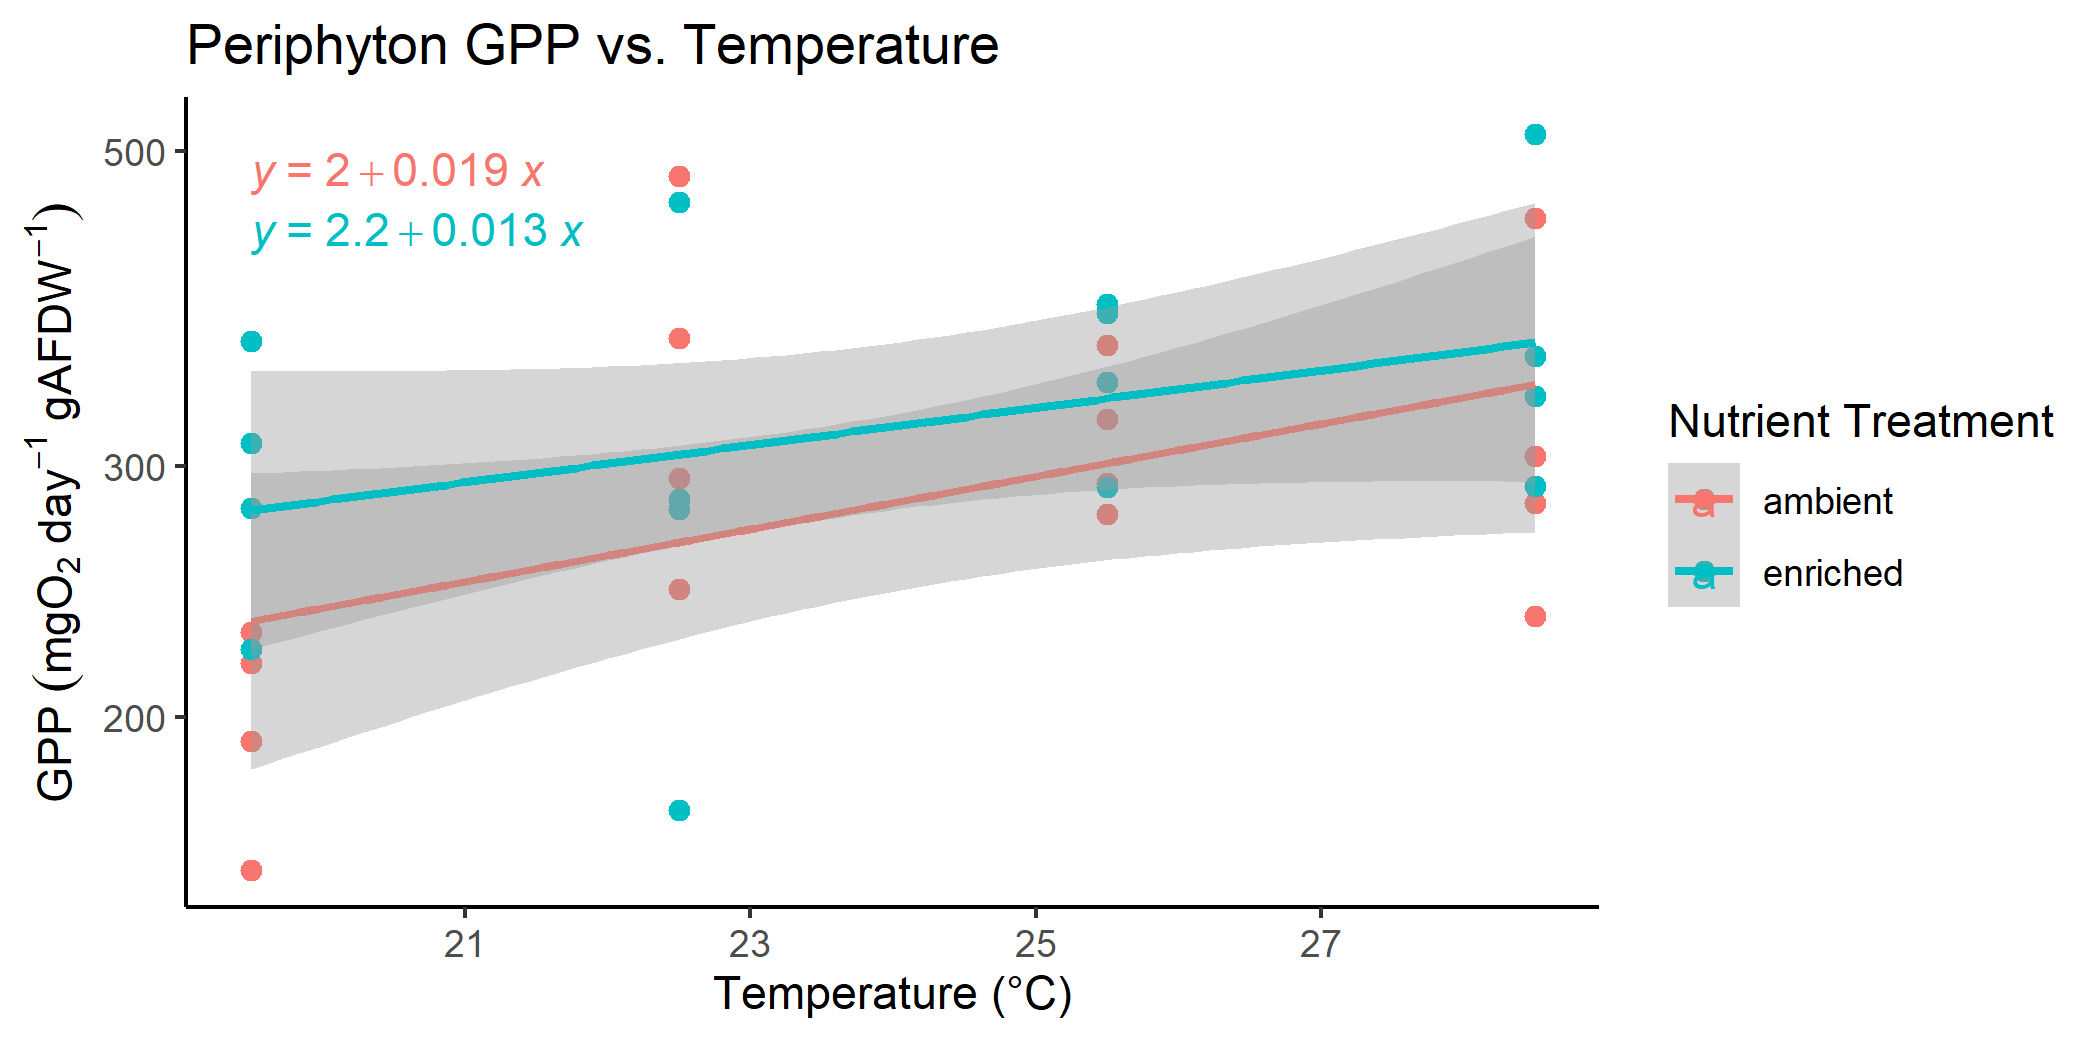 Periphyton GPP vs. Temperature
y = 2 + 0.019 x
y = 2.2 + 0.013 x
500
300
200
GPP (mgO₂ day⁻¹ gAFDW⁻¹)
21 23 25 27
Temperature (°C)
Nutrient Treatment
a ambient
a enriched